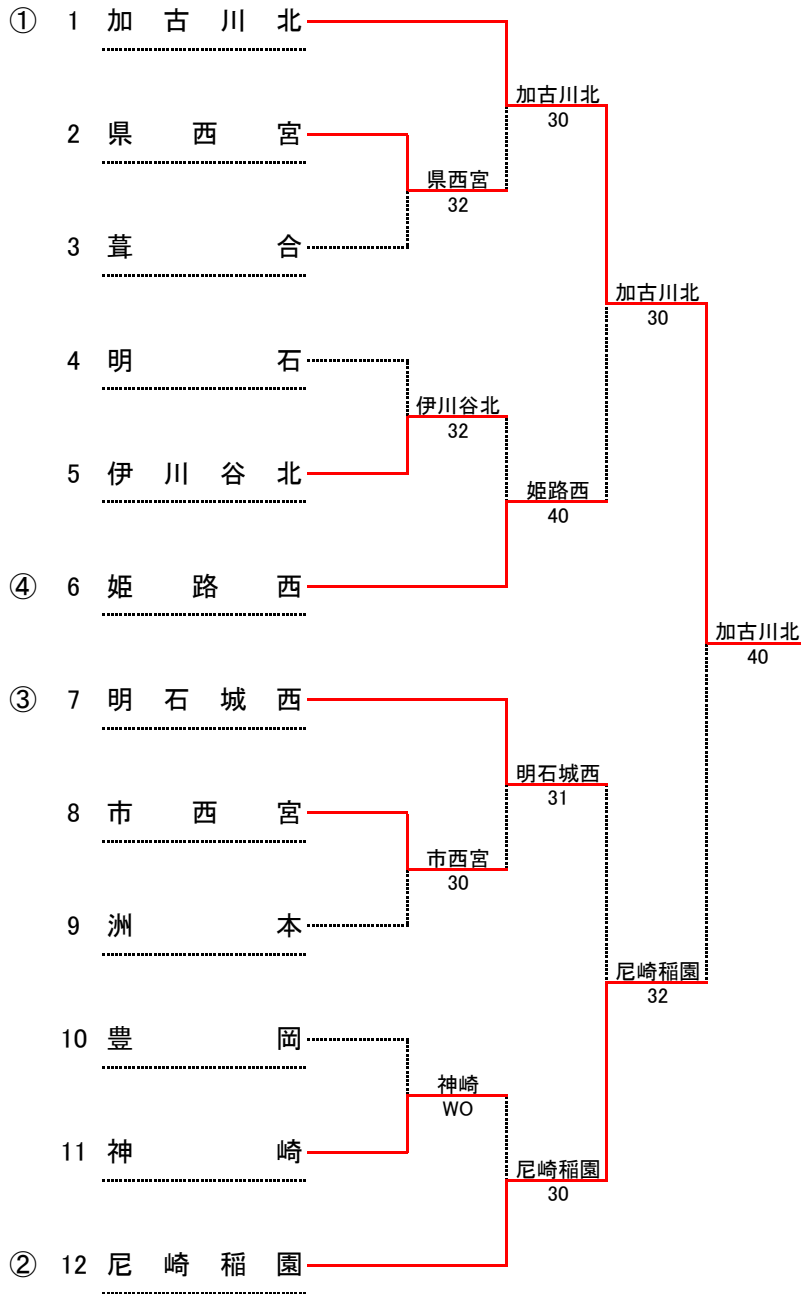 ① 1 加古川北
加古川北
30
2 県西宮
県西宮
32
3 葺合
加古川北
30
4 明石
伊川谷北
32
5 伊川谷北
姫路西
40
④ 6 姫路西
加古川北
40
③ 7 明石城西
明石城西
31
8 市西宮
市西宮
30
9 洲本
尼崎稲園
32
10 豊岡
神崎
WO
11 神崎
尼崎稲園
30
② 12 尼崎稲園